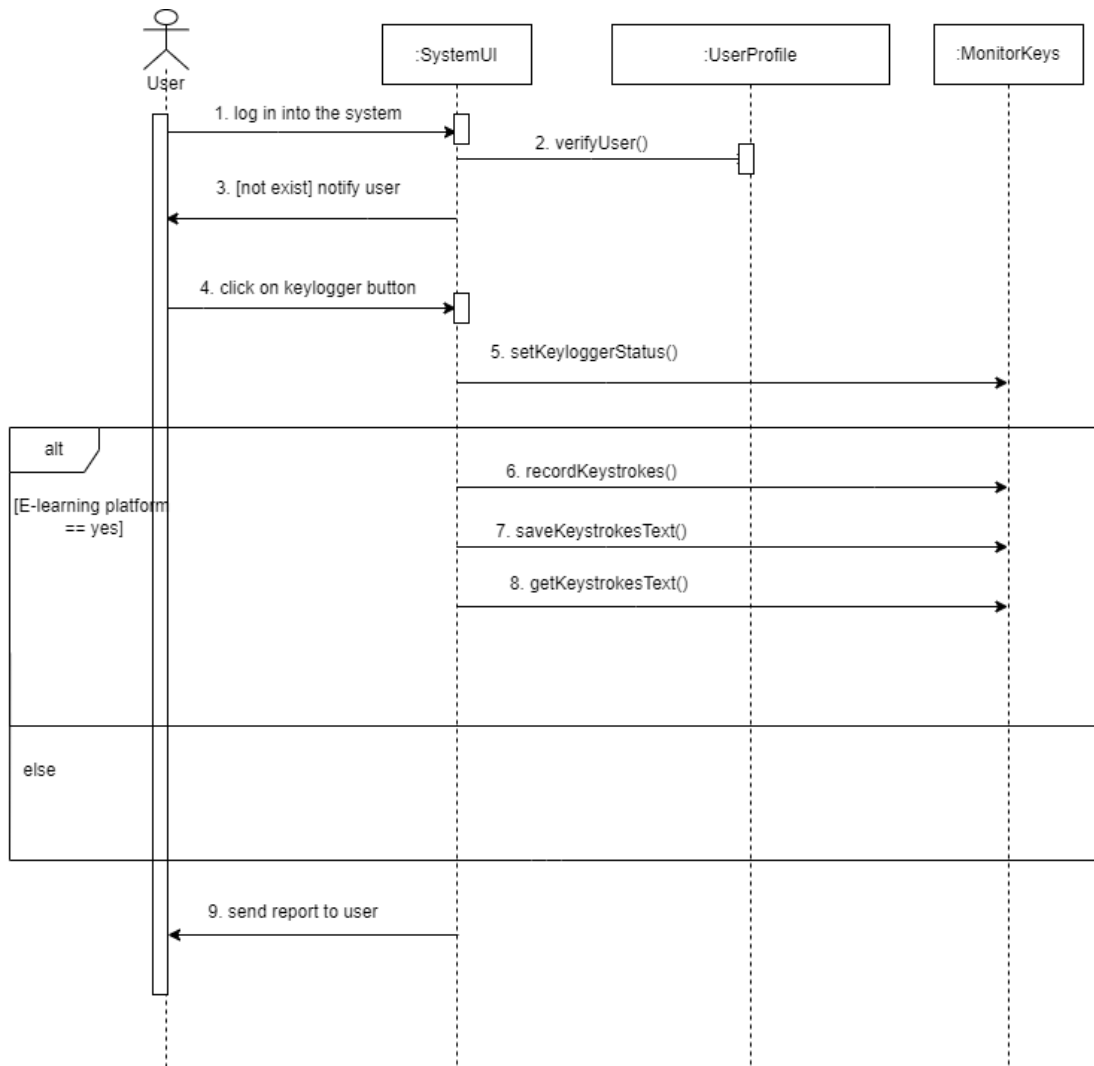 :SystemUI
:UserProfile
:MonitorKeys
User
1. log in into the system
2. verifyUser()
3. [not exist] notify user
4. click on keylogger button
5. setKeyloggerStatus()
alt
6. recordKeystrokes()
[E-learning platform
== yes]
7. saveKeystrokesText()
8. getKeystrokesText()
else
9. send report to user